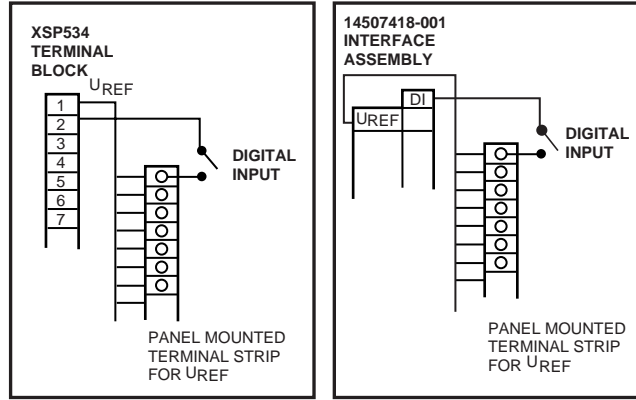 XSP534
TERMINAL
BLOCK
UREF
1
2
3
4
5
6
7
DIGITAL
INPUT
PANEL MOUNTED
TERMINAL STRIP
FOR UREF
14507418-001
INTERFACE
ASSEMBLY
DI
UREF
DIGITAL
INPUT
PANEL MOUNTED
TERMINAL STRIP
FOR UREF